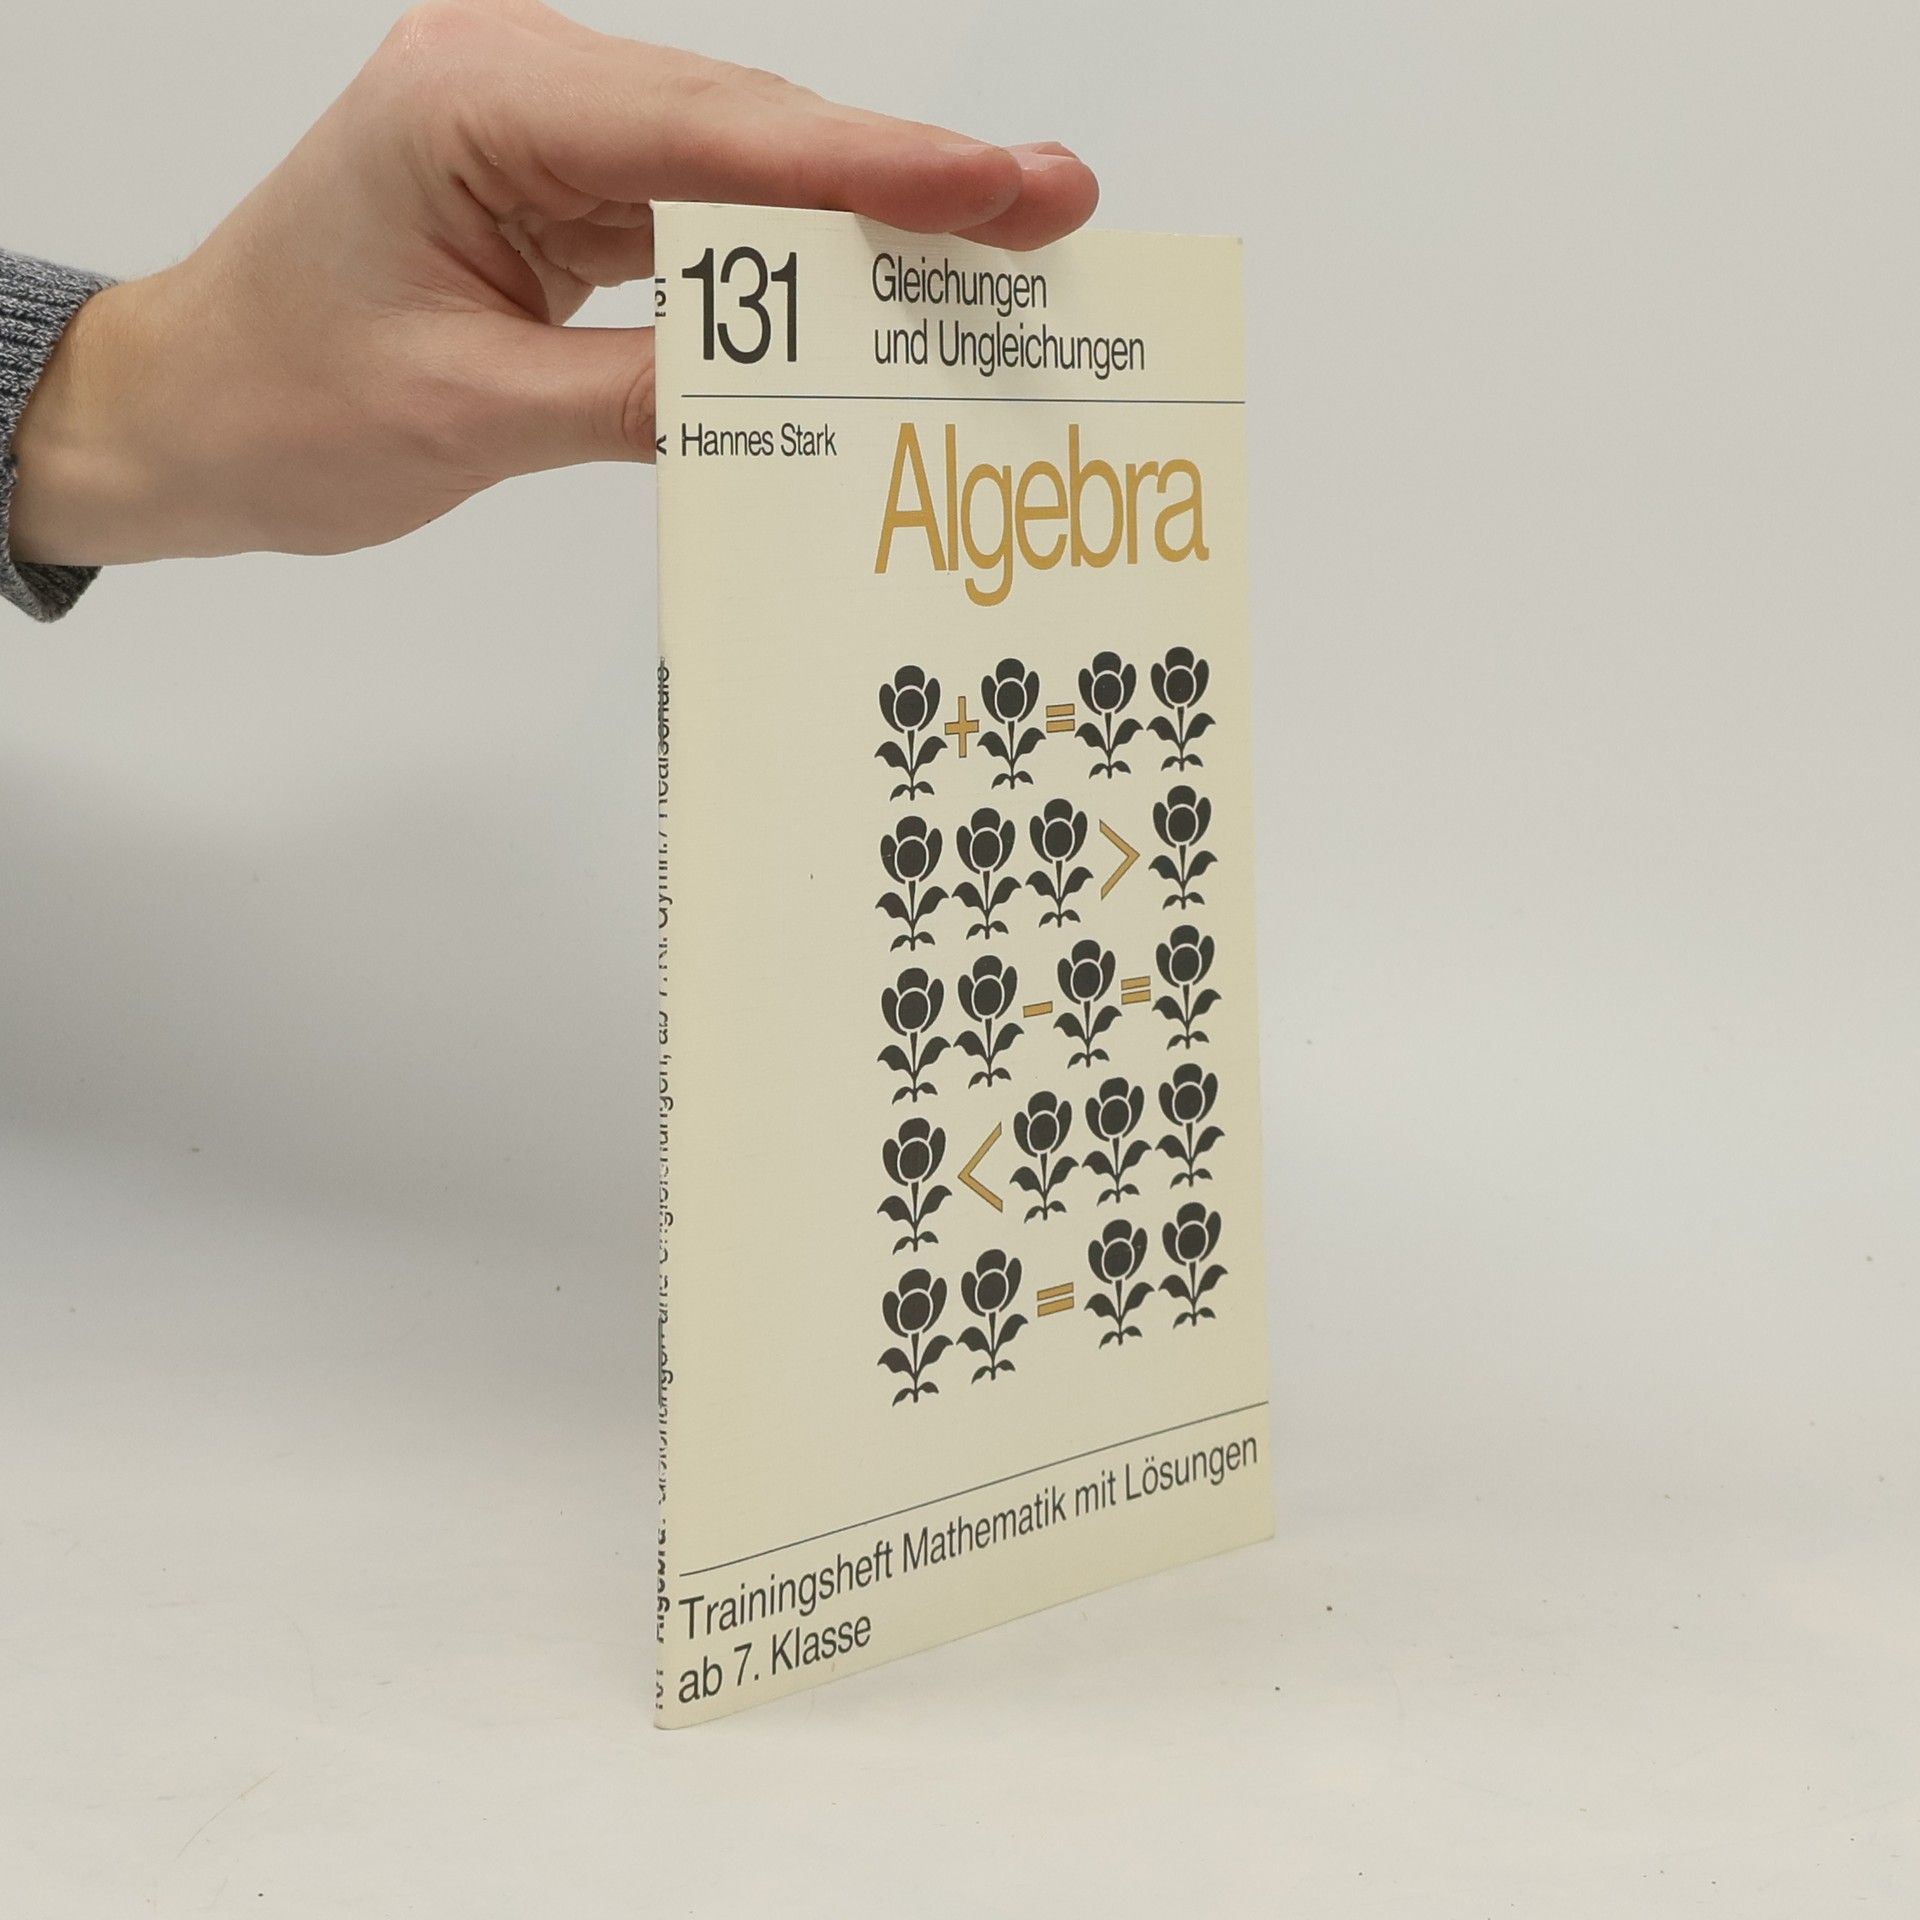 131
Gleichungen
und Ungleichungen
Hannes Stark
Algebra
+ =
>
- =
<
=
Trainingsheft Mathematik mit Lösungen
ab 7. Klasse